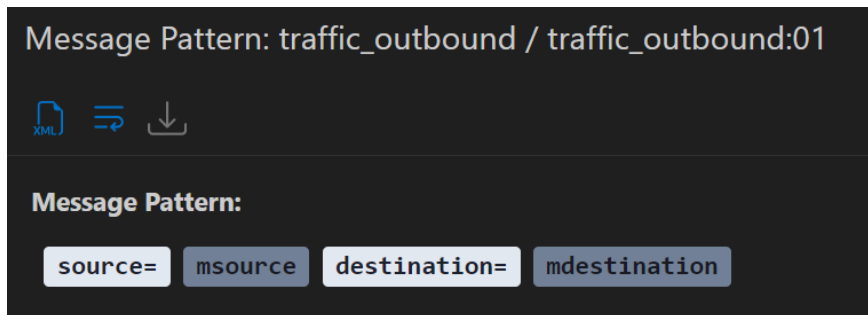 Message Pattern: traffic_outbound / traffic_outbound:01
XML
Message Pattern:
source= msource destination= mdestination